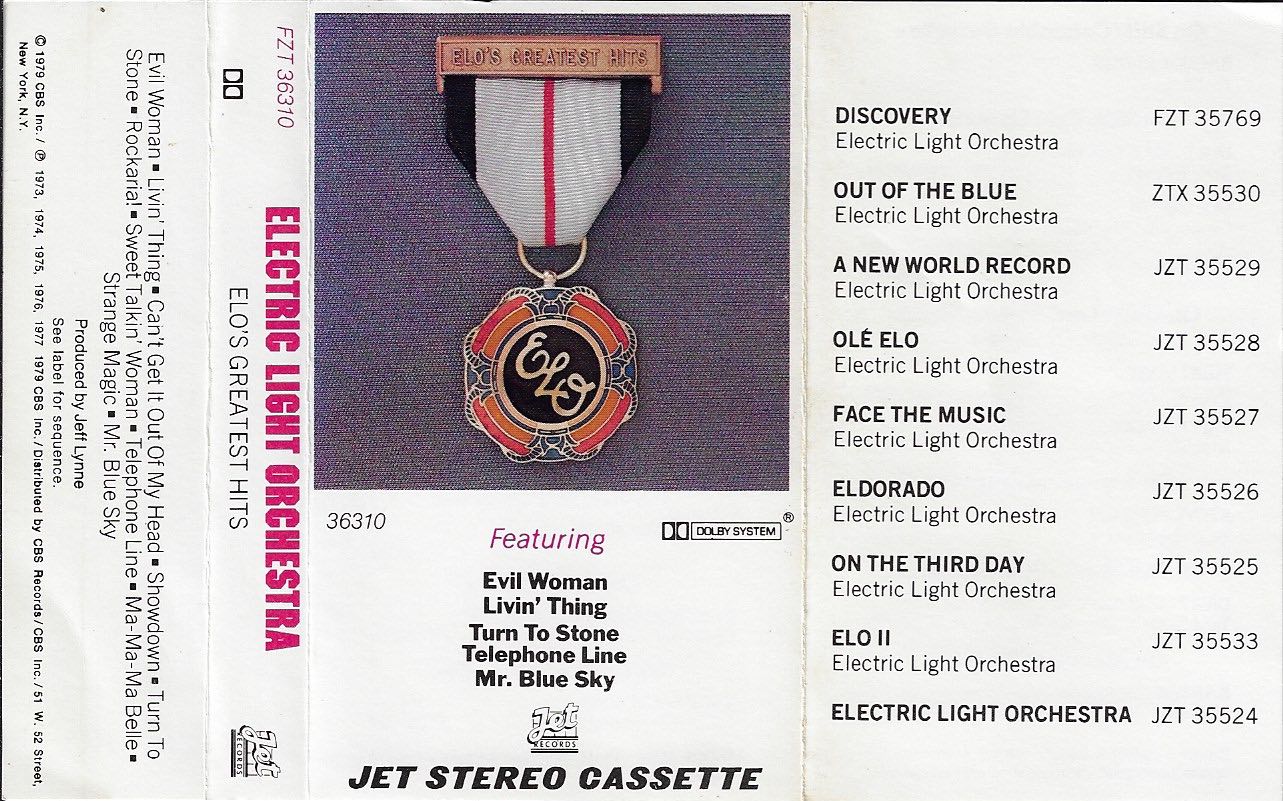 Evil Woman ▪ Livin' Thing ▪ Can't Get It Out Of My Head ▪ Showdown ▪ Turn To
Stone ▪ Rockaria! ▪ Sweet Talkin' Woman ▪ Telephone Line ▪ Ma-Ma-Ma Belle ▪
Strange Magic ▪ Mr. Blue Sky
Produced by Jeff Lynne
See label for sequence.
© 1979 CBS Inc. / ℗ 1973, 1974, 1975, 1976, 1977 1979 CBS Inc. / Distributed by CBS Records / CBS Inc. / 51 W. 52 Street,
New York, N.Y.
FZT 36310
ELECTRIC LIGHT ORCHESTRA
ELO'S GREATEST HITS
Jet
RECORDS
ELO'S GREATEST HITS
ELO
36310
DOLBY SYSTEM ®
Featuring
Evil Woman
Livin' Thing
Turn To Stone
Telephone Line
Mr. Blue Sky
Jet
RECORDS
JET STEREO CASSETTE
DISCOVERY FZT 35769
Electric Light Orchestra
OUT OF THE BLUE ZTX 35530
Electric Light Orchestra
A NEW WORLD RECORD JZT 35529
Electric Light Orchestra
OLÉ ELO JZT 35528
Electric Light Orchestra
FACE THE MUSIC JZT 35527
Electric Light Orchestra
ELDORADO JZT 35526
Electric Light Orchestra
ON THE THIRD DAY JZT 35525
Electric Light Orchestra
ELO II JZT 35533
Electric Light Orchestra
ELECTRIC LIGHT ORCHESTRA JZT 35524